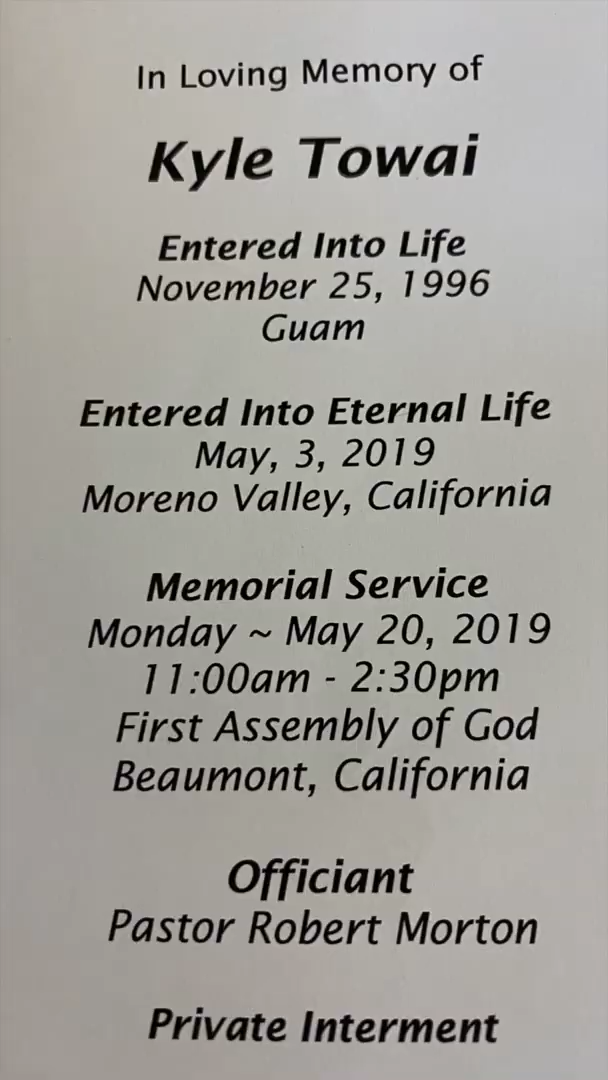 In Loving Memory of
Kyle Towai
Entered Into Life
November 25, 1996
Guam
Entered Into Eternal Life
May, 3, 2019
Moreno Valley, California
Memorial Service
Monday ~ May 20, 2019
11:00am - 2:30pm
First Assembly of God
Beaumont, California
Officiant
Pastor Robert Morton
Private Interment